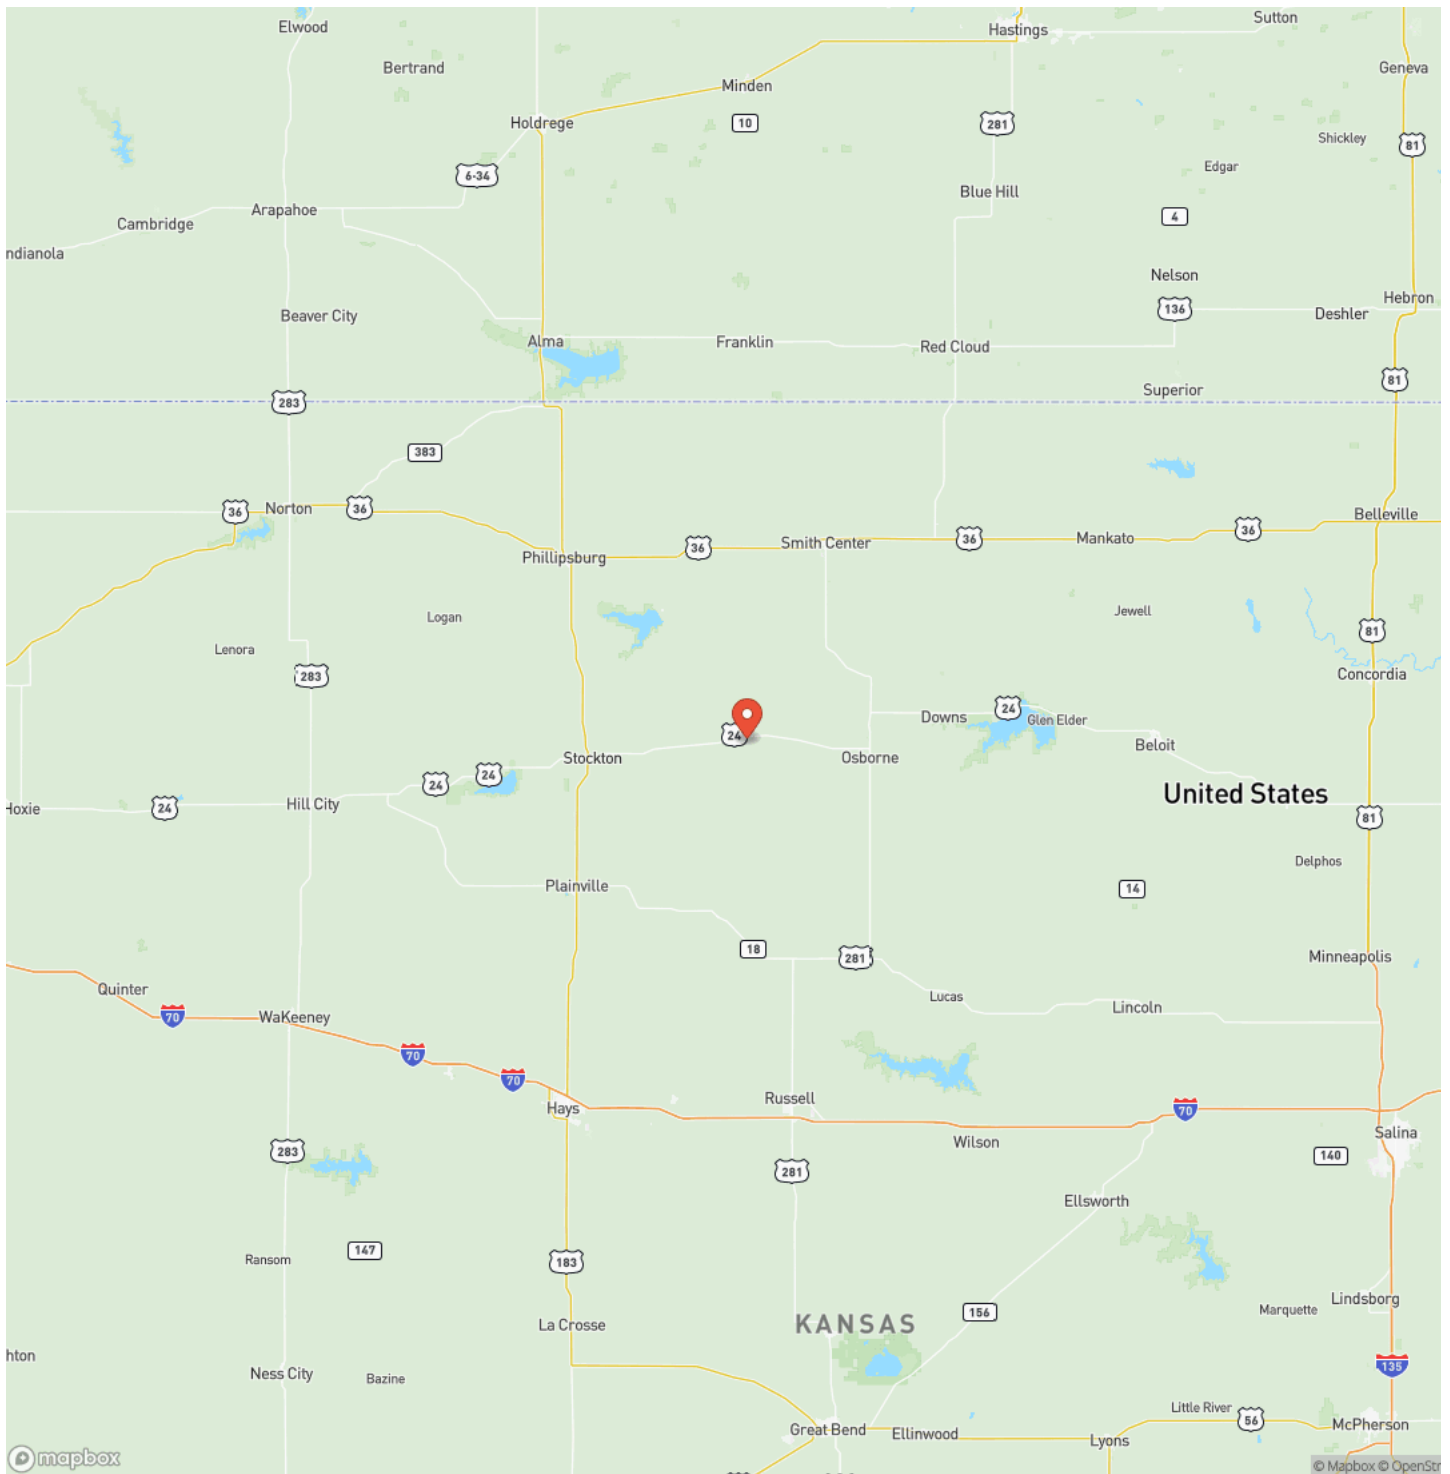 Elwood
Sutton
Hastings
Bertrand
Geneva
Minden
Holdrege
10
281
Shickley
81
Edgar
6-34
Blue Hill
Arapahoe
4
Cambridge
ndianola
Nelson
Hebron
136
Deshler
Beaver City
Alma
Franklin
Red Cloud
81
Superior
283
383
Norton
36
36
Belleville
36
Mankato
36
Smith Center
36
Phillipsburg
Jewell
Logan
81
Lenora
283
Concordia
24
Downs
Glen Elder
24
Beloit
Stockton
Osborne
24
24
United States
Hill City
24
Hoxie
81
Delphos
Plainville
14
18
281
Minneapolis
Quinter
Lucas
Lincoln
70
WaKeeney
70
70
Russell
Hays
70
Salina
Wilson
283
140
281
Ellsworth
147
Ransom
183
Lindsborg
Marquette
156
La Crosse
KANSAS
hton
135
Ness City
Bazine
Little River
56
McPherson
Great Bend
Ellinwood
Lyons
mapbox
© Mapbox © OpenStr